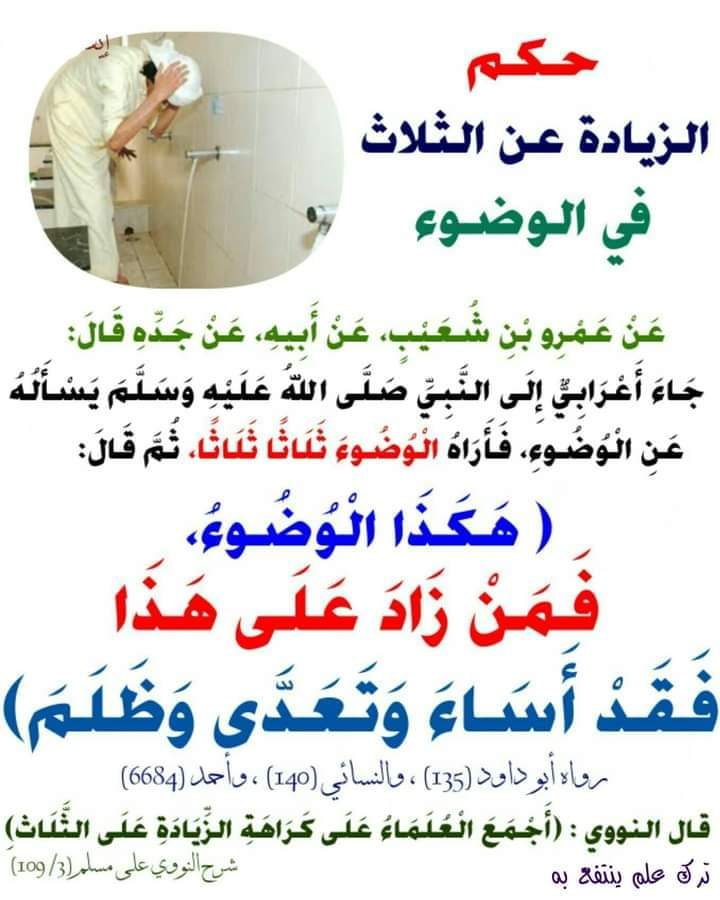 حكم
الزيادة عن الثلاث
في الوضوء
عَنْ عَمْرِو بْنِ شُعَيْبٍ، عَنْ أَبِيهِ، عَنْ جَدِّهِ قَالَ:
جَاءَ أَعْرَابِيٌّ إِلَى النَّبِيِّ صَلَّى اللهُ عَلَيْهِ وَسَلَّمَ يَسْأَلُهُ
عَنِ الْوُضُوءِ، فَأَرَاهُ الْوُضُوءَ ثَلَاثًا ثَلَاثًا، ثُمَّ قَالَ:
( هَكَذَا الْوُضُوءُ،
فَمَنْ زَادَ عَلَى هَذَا
فَقَدْ أَسَاءَ وَتَعَدَّى وَظَلَمَ)
رواه أبو داود (135) ، والنسائي (140) ، وأحمد (6684)
قال النووي : (أَجْمَعَ الْعُلَمَاءُ عَلَى كَرَاهَةِ الزِّيَادَةِ عَلَى الثَّلَاثِ)
شرح النووي على مسلم (3/ 109)
ترك علم ينتفع به